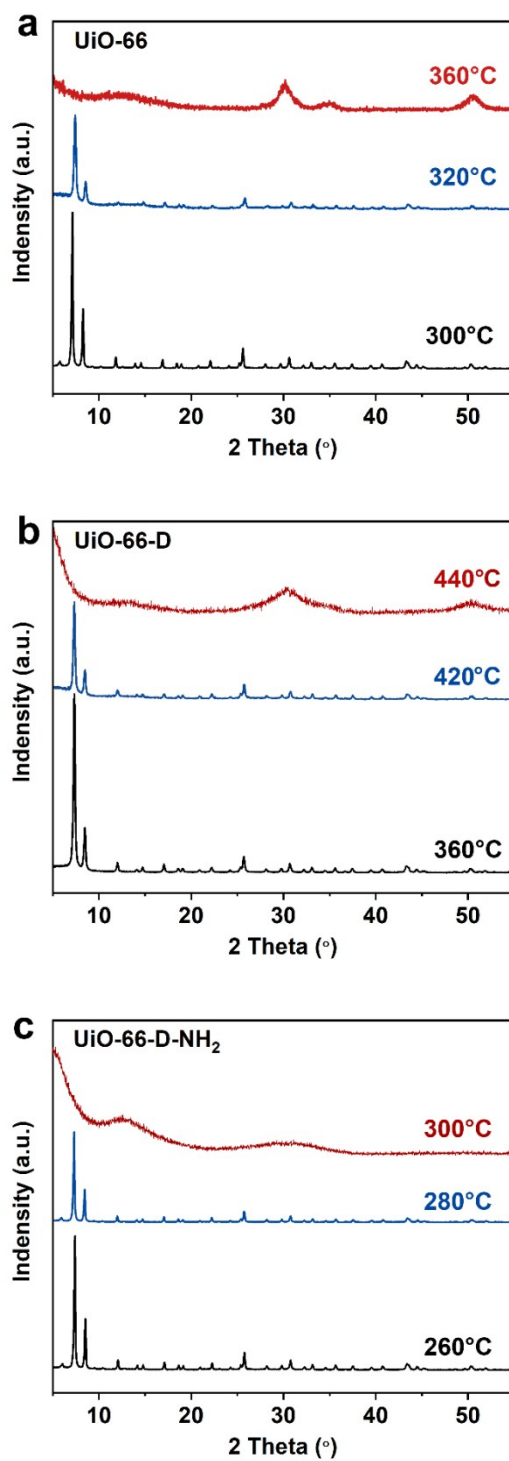 a
UiO-66
360°C
320°C
300°C
Indensity (a.u.)
10 20 30 40 50
2 Theta (°)
b
UiO-66-D
440°C
420°C
360°C
Indensity (a.u.)
10 20 30 40 50
2 Theta (°)
c
UiO-66-D-NH₂
300°C
280°C
260°C
Indensity (a.u.)
10 20 30 40 50
2 Theta (°)